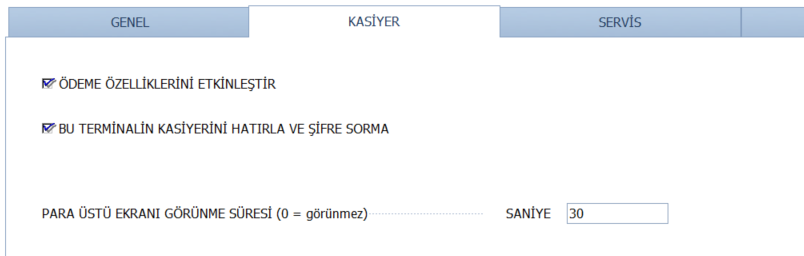 GENEL KASİYER SERVİS
ÖDEME ÖZELLİKLERİNİ ETKİNLEŞTİR
BU TERMİNALİN KASİYERİNİ HATIRLA VE ŞİFRE SORMA
PARA ÜSTÜ EKRANI GÖRÜNME SÜRESİ (0 = görünmez) SANİYE 30